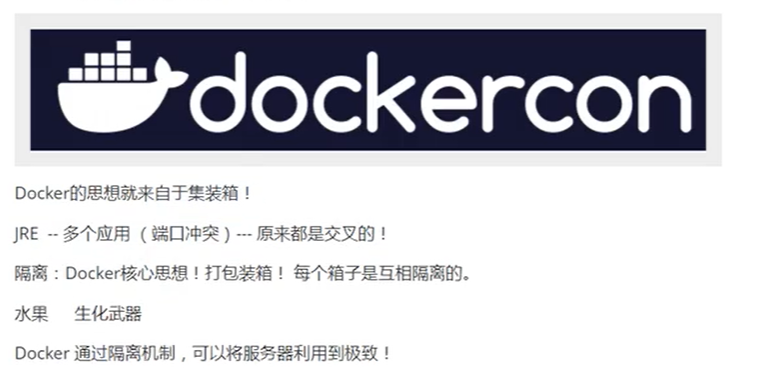 dockercon
Docker的思想就来自于集装箱！
JRE -- 多个应用（端口冲突）--- 原来都是交叉的！
隔离：Docker核心思想！打包装箱！ 每个箱子是互相隔离的。
水果 生化武器
Docker 通过隔离机制，可以将服务器利用到极致！